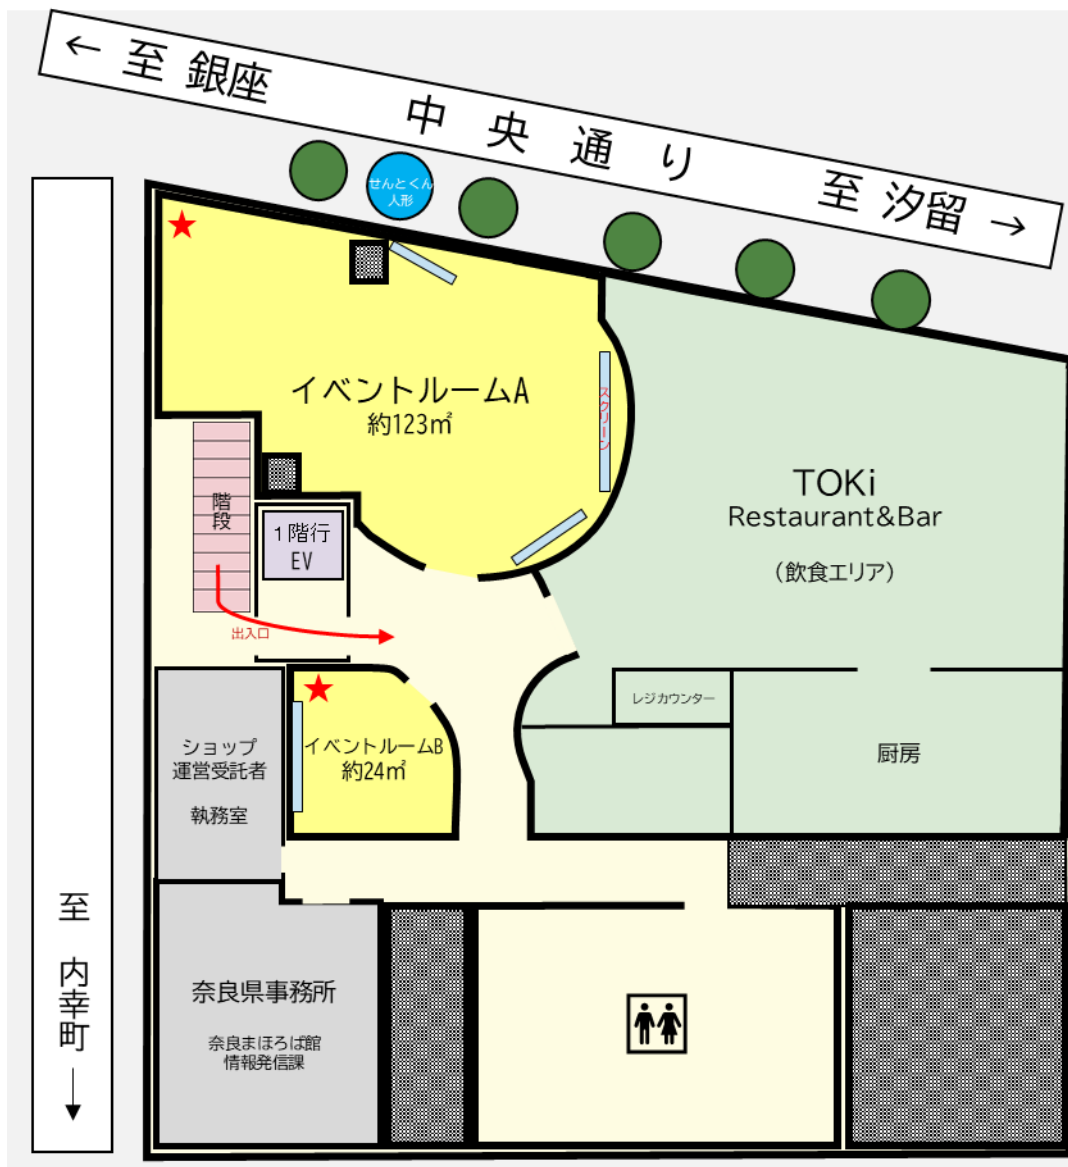 ← 至 銀座 中 央 通 り 至 汐留 →
せんとくん
人形
イベントルームA
約123㎡
スクリーン
TOKi
Restaurant&Bar
（飲食エリア）
階段
１階行
EV
出入口
レジカウンター
厨房
イベントルームB
約24㎡
ショップ
運営受託者
執務室
至 内幸町 →
奈良県事務所
奈良まほろば館
情報発信課